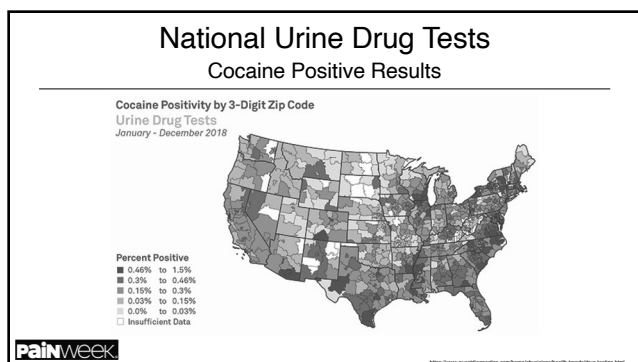 National Urine Drug Tests
Cocaine Positive Results
Cocaine Positivity by 3-Digit Zip Code
Urine Drug Tests
January - December 2018
Percent Positive
0.46% to 1.5%
0.3% to 0.46%
0.15% to 0.3%
0.03% to 0.15%
0.0% to 0.03%
Insufficient Data
PAINWEEK.